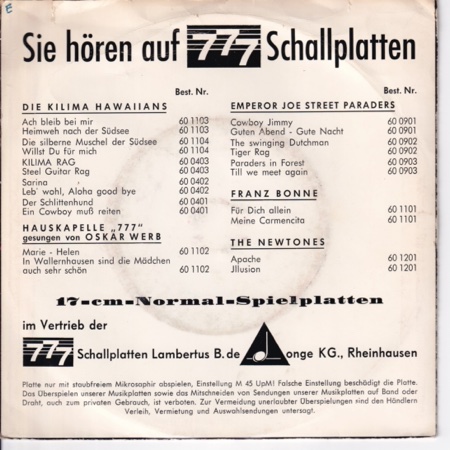 E
Sie hören auf 777 Schallplatten
Best. Nr.
DIE KILIMA HAWAIIANS
Ach bleib bei mir 60 1103
Heimweh nach der Südsee 60 1103
Die silberne Muschel der Südsee 60 1104
Willst Du für mich 60 1104
KILIMA RAG 60 0403
Steel Guitar Rag 60 0403
Sarina 60 0402
Leb' wohl, Aloha good bye 60 0402
Der Schlittenhund 60 0401
Ein Cowboy muß reiten 60 0401
HAUSKAPELLE „777"
gesungen von OSKAR WERB
Marie - Helen 60 1102
In Wallernhausen sind die Mädchen
auch sehr schön 60 1102
Best. Nr.
EMPEROR JOE STREET PARADERS
Cowboy Jimmy 60 0901
Guten Abend - Gute Nacht 60 0901
The swinging Dutchman 60 0902
Tiger Rag 60 0902
Paraders in Forest 60 0903
Till we meet again 60 0903
FRANZ BONNE
Für Dich allein 60 1101
Meine Carmencita 60 1101
THE NEWTONES
Apache 60 1201
Jllusion 60 1201
17-cm-Normal-Spielplatten
im Vertrieb der
777 Schallplatten Lambertus B. de Jonge KG., Rheinhausen
Platte nur mit staubfreiem Mikrosaphir abspielen, Einstellung M 45 UpM! Falsche Einstellung beschädigt die Platte.
Das Überspielen unserer Musikplatten sowie das Mitschneiden von Sendungen unserer Musikplatten auf Band oder
Draht, auch zum privaten Gebrauch, ist verboten. Zur Vermeidung unerlaubter Überspielungen sind den Händlern
Verleih, Vermietung und Auswahlsendungen untersagt.